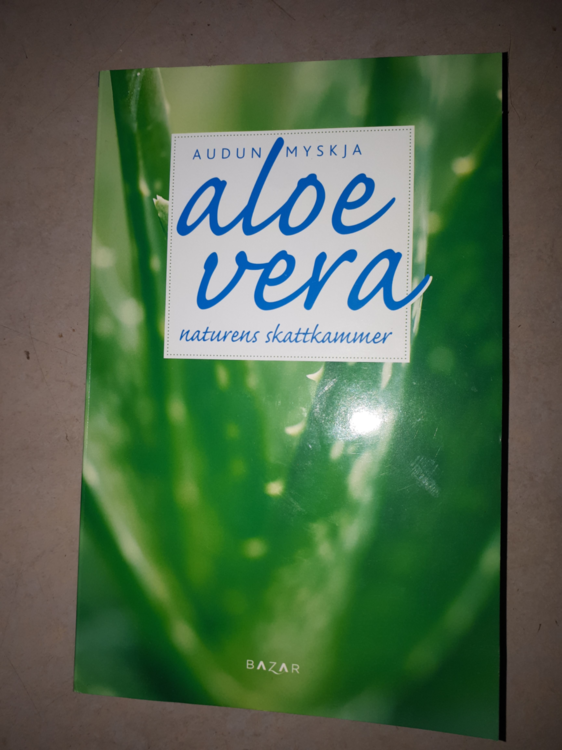 AUDUN MYSKJA
aloe
vera
naturens skattkammer
BAZAR